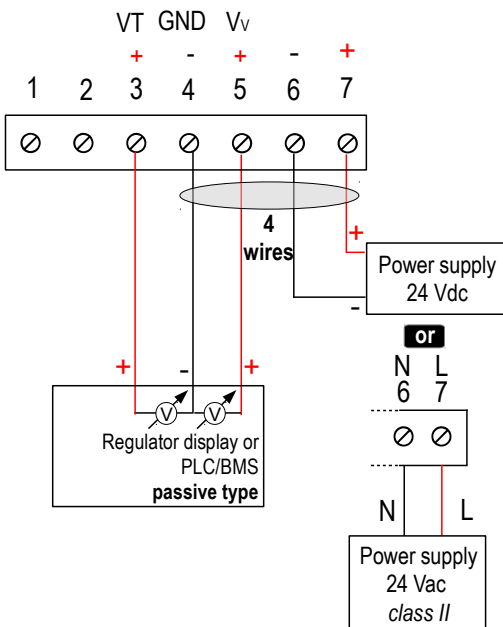 VT GND Vv
+ - + - +
1 2 3 4 5 6 7
4
wires
+
Power supply
24 Vdc
-
or
+ - +
N L
6 7
V V
Regulator display or
PLC/BMS
passive type
N L
Power supply
24 Vac
class II